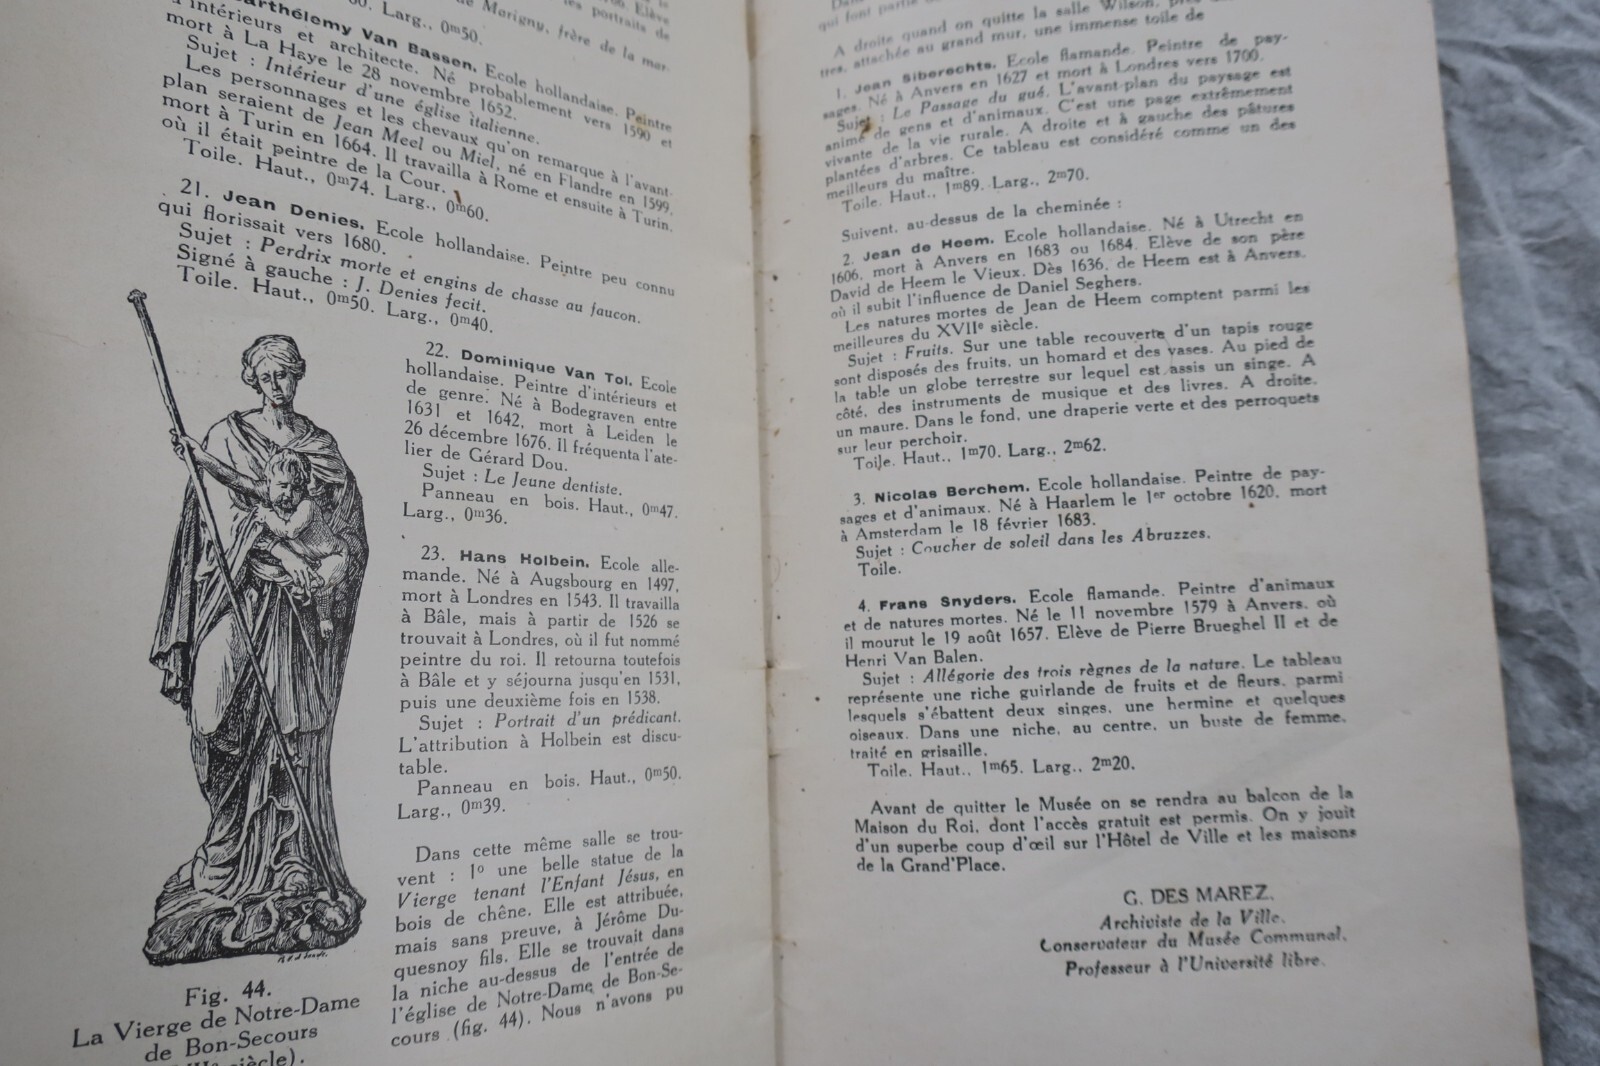 0. Larg., 0m50.
de Marigny, frère de la mar-
les portraits de
Barthélemy Van Bassen. Ecole hollandaise. Peintre
d'intérieurs et architecte. Né probablement vers 1590 et
mort à La Haye le 28 novembre 1652.
Sujet : Intérieur d'une église italienne.
Les personnages et les chevaux qu'on remarque à l'avant-
plan seraient de Jean Meel ou Miel, né en Flandre en 1599,
mort à Turin en 1664. Il travailla à Rome et ensuite à Turin,
où il était peintre de la Cour.
Toile. Haut., 0m74. Larg., 0m60.
21. Jean Denies. Ecole hollandaise. Peintre peu connu
qui florissait vers 1680.
Sujet : Perdrix morte et engins de chasse au faucon.
Signé à gauche : J. Denies fecit.
Toile. Haut., 0m50. Larg., 0m40.
22. Dominique Van Tol. Ecole
hollandaise. Peintre d'intérieurs et
de genre. Né à Bodegraven entre
1631 et 1642, mort à Leiden le
26 décembre 1676. Il fréquenta l'ate-
lier de Gérard Dou.
Sujet : Le Jeune dentiste.
Panneau en bois. Haut., 0m47.
Larg., 0m36.
23. Hans Holbein. Ecole alle-
mande. Né à Augsbourg en 1497,
mort à Londres en 1543. Il travailla
à Bâle, mais à partir de 1526 se
trouvait à Londres, où il fut nommé
peintre du roi. Il retourna toutefois
à Bâle et y séjourna jusqu'en 1531,
puis une deuxième fois en 1538.
Sujet : Portrait d'un prédicant.
L'attribution à Holbein est discu-
table.
Panneau en bois. Haut., 0m50.
Larg., 0m39.
Dans cette même salle se trou-
vent : 1o une belle statue de la
Vierge tenant l'Enfant Jésus, en
bois de chêne. Elle est attribuée,
mais sans preuve, à Jérôme Du-
quesnoy fils. Elle se trouvait dans
la niche au-dessus de l'entrée de
l'église de Notre-Dame de Bon-Se-
cours (fig. 44). Nous n'avons pu
Fig. 44.
La Vierge de Notre-Dame
de Bon-Secours
siècle).
qui font partie
A droite quand on quitte la salle Wilson,
tres, attachée au grand mur, une immense toile de
1. Jean Siberechts. Ecole flamande. Peintre de pay-
sages. Né à Anvers en 1627 et mort à Londres vers 1700.
Sujet : Le Passage du gué. L'avant-plan du paysage est
animé de gens et d'animaux. C'est une page extrêmement
vivante de la vie rurale. A droite et à gauche des pâtures
plantées d'arbres. Ce tableau est considéré comme un des
meilleurs du maître.
Toile. Haut., 1m89. Larg., 2m70.
Suivent, au-dessus de la cheminée :
2. Jean de Heem. Ecole hollandaise. Né à Utrecht en
1606, mort à Anvers en 1683 ou 1684. Elève de son père
David de Heem le Vieux. Dès 1636, de Heem est à Anvers,
où il subit l'influence de Daniel Seghers.
Les natures mortes de Jean de Heem comptent parmi les
meilleures du XVIIe siècle.
Sujet : Fruits. Sur une table recouverte d'un tapis rouge
sont disposés des fruits, un homard et des vases. Au pied de
la table un globe terrestre sur lequel est assis un singe. A
côté, des instruments de musique et des livres. A droite,
un maure. Dans le fond, une draperie verte et des perroquets
sur leur perchoir.
Toile. Haut., 1m70. Larg., 2m62.
3. Nicolas Berchem. Ecole hollandaise. Peintre de pay-
sages et d'animaux. Né à Haarlem le 1er octobre 1620, mort
à Amsterdam le 18 février 1683.
Sujet : Coucher de soleil dans les Abruzzes.
Toile.
4. Frans Snyders. Ecole flamande. Peintre d'animaux
et de natures mortes. Né le 11 novembre 1579 à Anvers, où
il mourut le 19 août 1657. Elève de Pierre Brueghel II et de
Henri Van Balen.
Sujet : Allégorie des trois règnes de la nature. Le tableau
représente une riche guirlande de fruits et de fleurs, parmi
lesquels s'ébattent deux singes, une hermine et quelques
oiseaux. Dans une niche, au centre, un buste de femme,
traité en grisaille.
Toile. Haut., 1m65. Larg., 2m20.
Avant de quitter le Musée on se rendra au balcon de la
Maison du Roi, dont l'accès gratuit est permis. On y jouit
d'un superbe coup d'œil sur l'Hôtel de Ville et les maisons
de la Grand'Place.
G. DES MAREZ,
Archiviste de la Ville,
Conservateur du Musée Communal,
Professeur à l'Université libre.